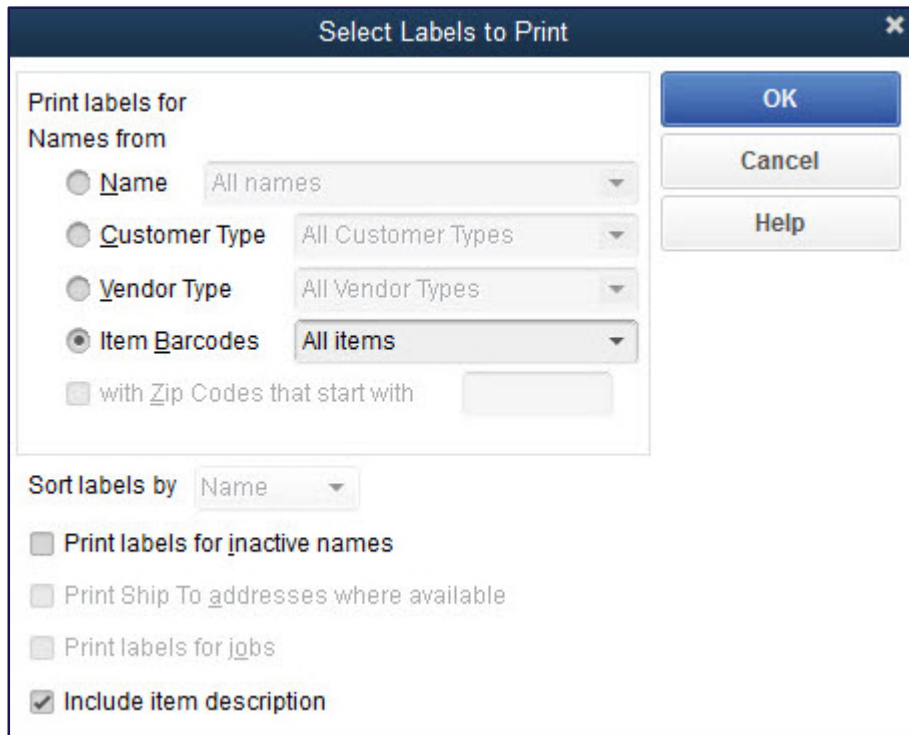 Select Labels to Print
Print labels for
Names from
Name All names
Customer Type All Customer Types
Vendor Type All Vendor Types
Item Barcodes All items
with Zip Codes that start with
OK
Cancel
Help
Sort labels by Name
Print labels for inactive names
Print Ship To addresses where available
Print labels for jobs
Include item description